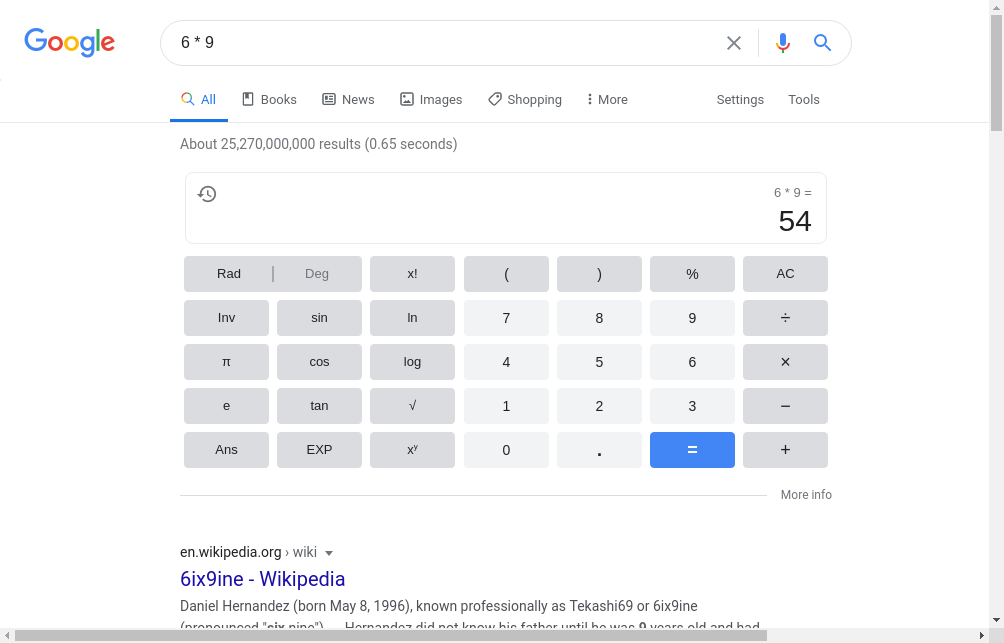 Google
6 * 9
All
Books
News
Images
Shopping
More
Settings
Tools
About 25,270,000,000 results (0.65 seconds)
6 * 9 =
54
Rad | Deg x! ( ) % AC
Inv sin ln 7 8 9 ÷
π cos log 4 5 6 ×
e tan √ 1 2 3 −
Ans EXP xʸ 0 . = +
More info
en.wikipedia.org › wiki
6ix9ine - Wikipedia
Daniel Hernandez (born May 8, 1996), known professionally as Tekashi69 or 6ix9ine
(pronounced "six nine") ... Hernandez did not know his father until he was 9 years old and had